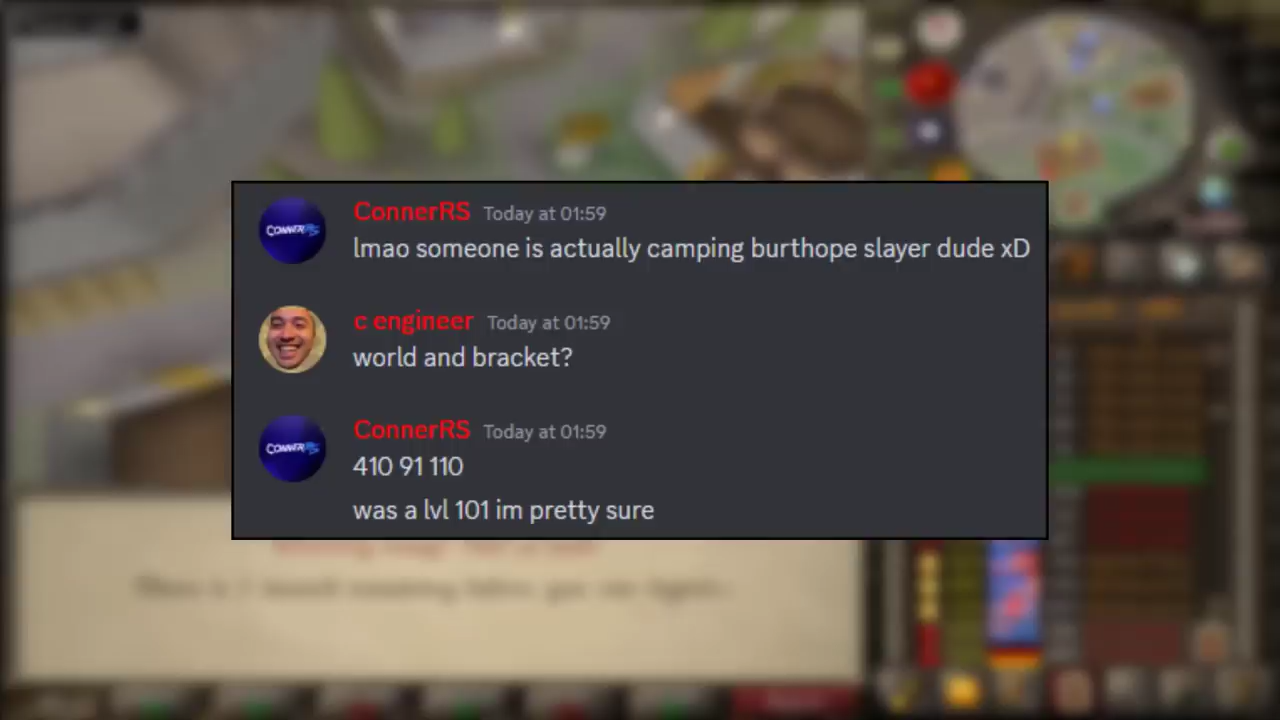 ConnerRS Today at 01:59
lmao someone is actually camping burthope slayer dude xD
c engineer Today at 01:59
world and bracket?
ConnerRS Today at 01:59
410 91 110
was a lvl 101 im pretty sure